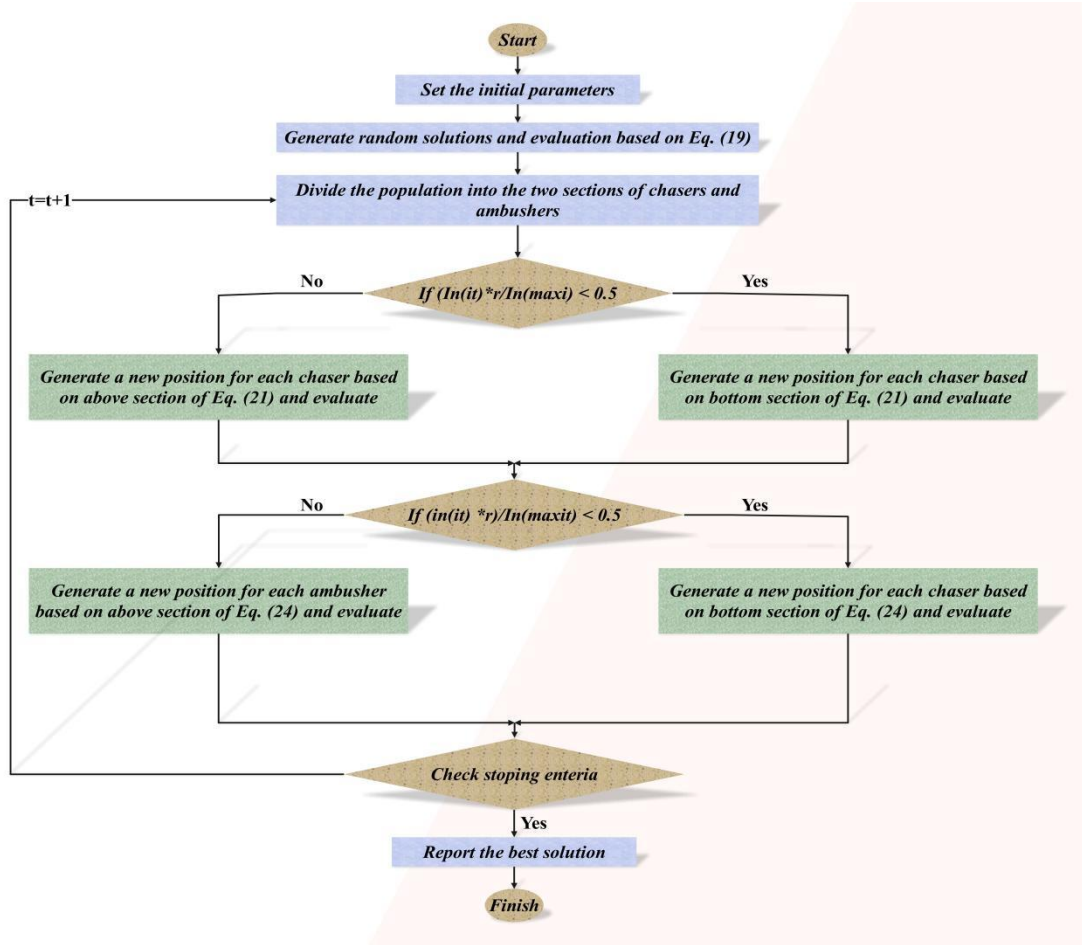 Start
Set the initial parameters
Generate random solutions and evaluation based on Eq. (19)
t=t+1
Divide the population into the two sections of chasers and
ambushers
No
If (In(it)*r/In(maxi) < 0.5
Yes
Generate a new position for each chaser based
on above section of Eq. (21) and evaluate
Generate a new position for each chaser based
on bottom section of Eq. (21) and evaluate
No
If (in(it) *r)/In(maxit) < 0.5
Yes
Generate a new position for each ambusher
based on above section of Eq. (24) and evaluate
Generate a new position for each chaser based
on bottom section of Eq. (24) and evaluate
Check stoping enteria
Yes
Report the best solution
Finish